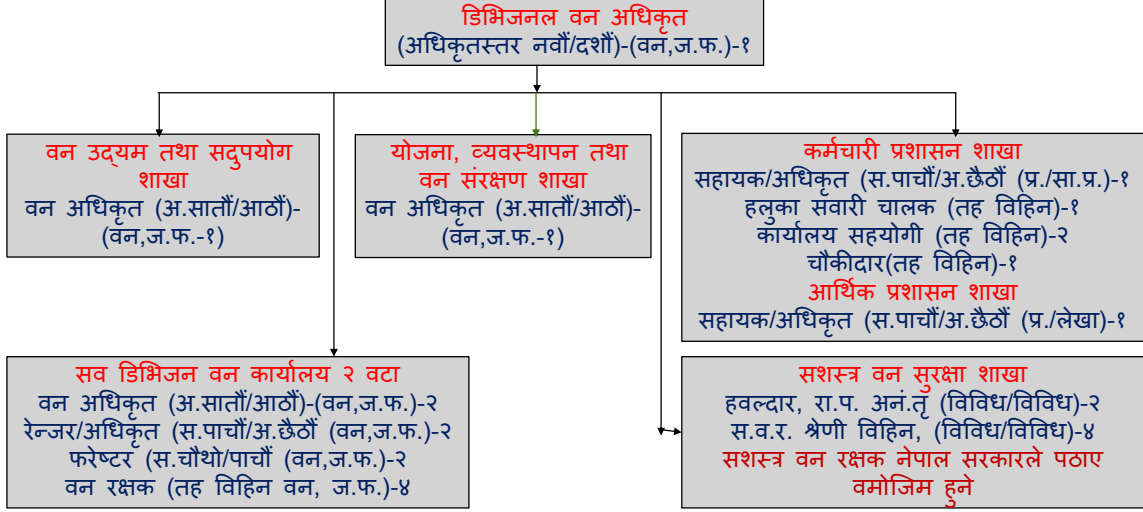 डिभिजनल वन अधिकृत
(अधिकृतस्तर नवौं/दशौं)-(वन,ज.फ.)-१
वन उद्यम तथा सदुपयोग
शाखा
वन अधिकृत (अ.सातौं/आठौं)-
(वन,ज.फ.-१)
योजना, व्यवस्थापन तथा
वन संरक्षण शाखा
वन अधिकृत (अ.सातौं/आठौं)-
(वन,ज.फ.-१)
कर्मचारी प्रशासन शाखा
सहायक/अधिकृत (स.पाचौं/अ.छैठौं (प्र./सा.प्र.)-१
हलुका सवारी चालक (तह विहिन)-१
कार्यालय सहयोगी (तह विहिन)-२
चौकीदार(तह विहिन)-१
आर्थिक प्रशासन शाखा
सहायक/अधिकृत (स.पाचौं/अ.छैठौं (प्र./लेखा)-१
सव डिभिजन वन कार्यालय २ वटा
वन अधिकृत (अ.सातौं/आठौं)-(वन,ज.फ.)-२
रेन्जर/अधिकृत (स.पाचौं/अ.छैठौं (वन,ज.फ.)-२
फरेष्टर (स.चौथो/पाचौं (वन,ज.फ.)-२
वन रक्षक (तह विहिन वन, ज.फ.)-४
सशस्त्र वन सुरक्षा शाखा
हवल्दार, रा.प. अनं.तृ (विविध/विविध)-२
स.व.र. श्रेणी विहिन, (विविध/विविध)-४
सशस्त्र वन रक्षक नेपाल सरकारले पठाए
वमोजिम हुने